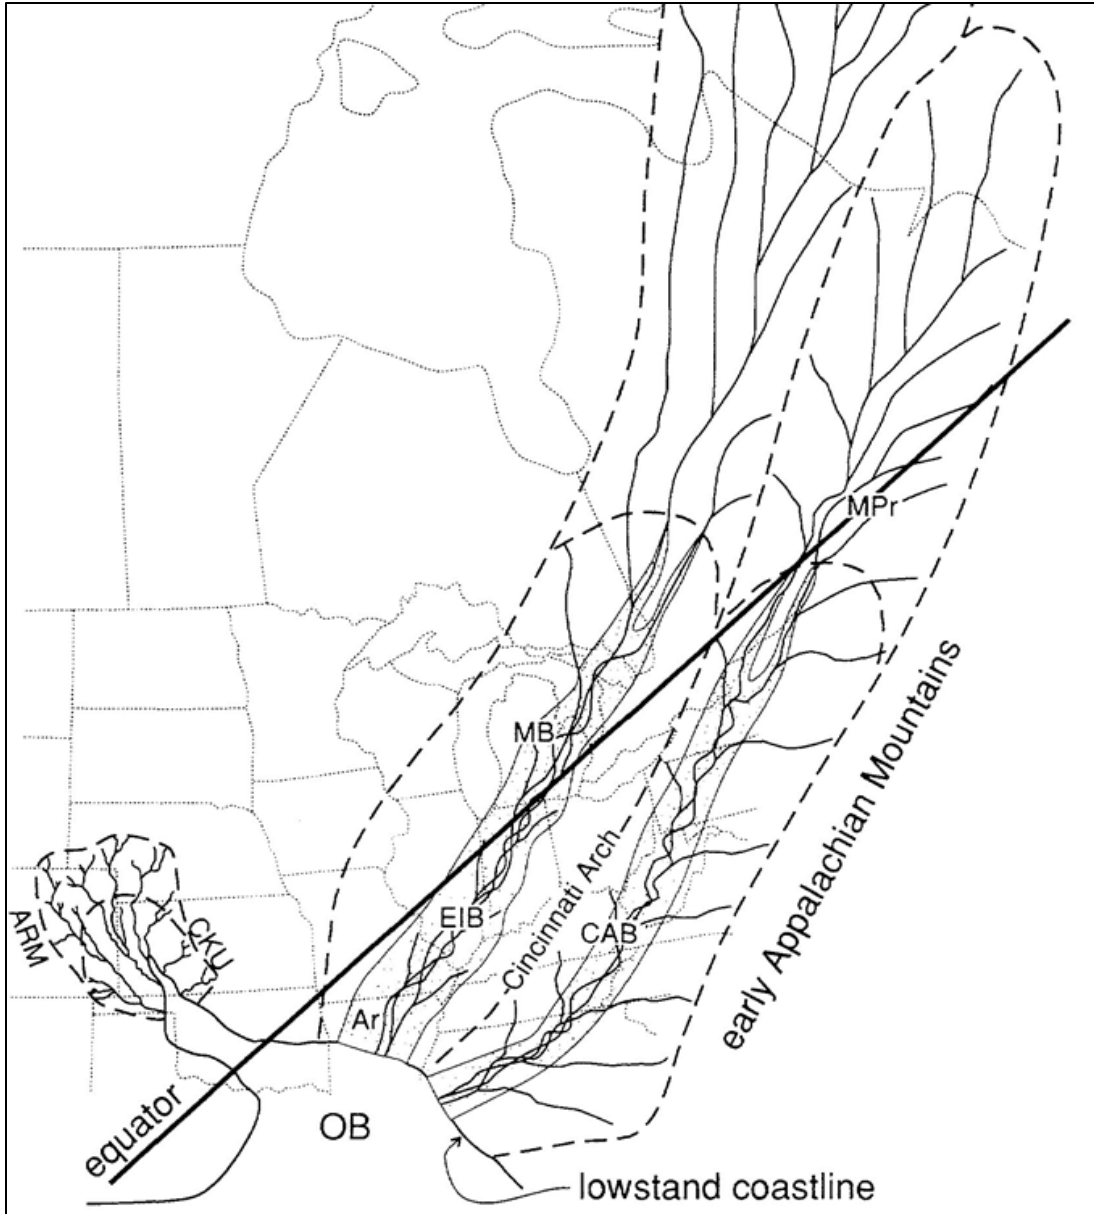 MPr
MB
early Appalachian Mountains
Cincinnati Arch
EIB
CAB
ARM
CKU
Ar
equator
OB
lowstand coastline